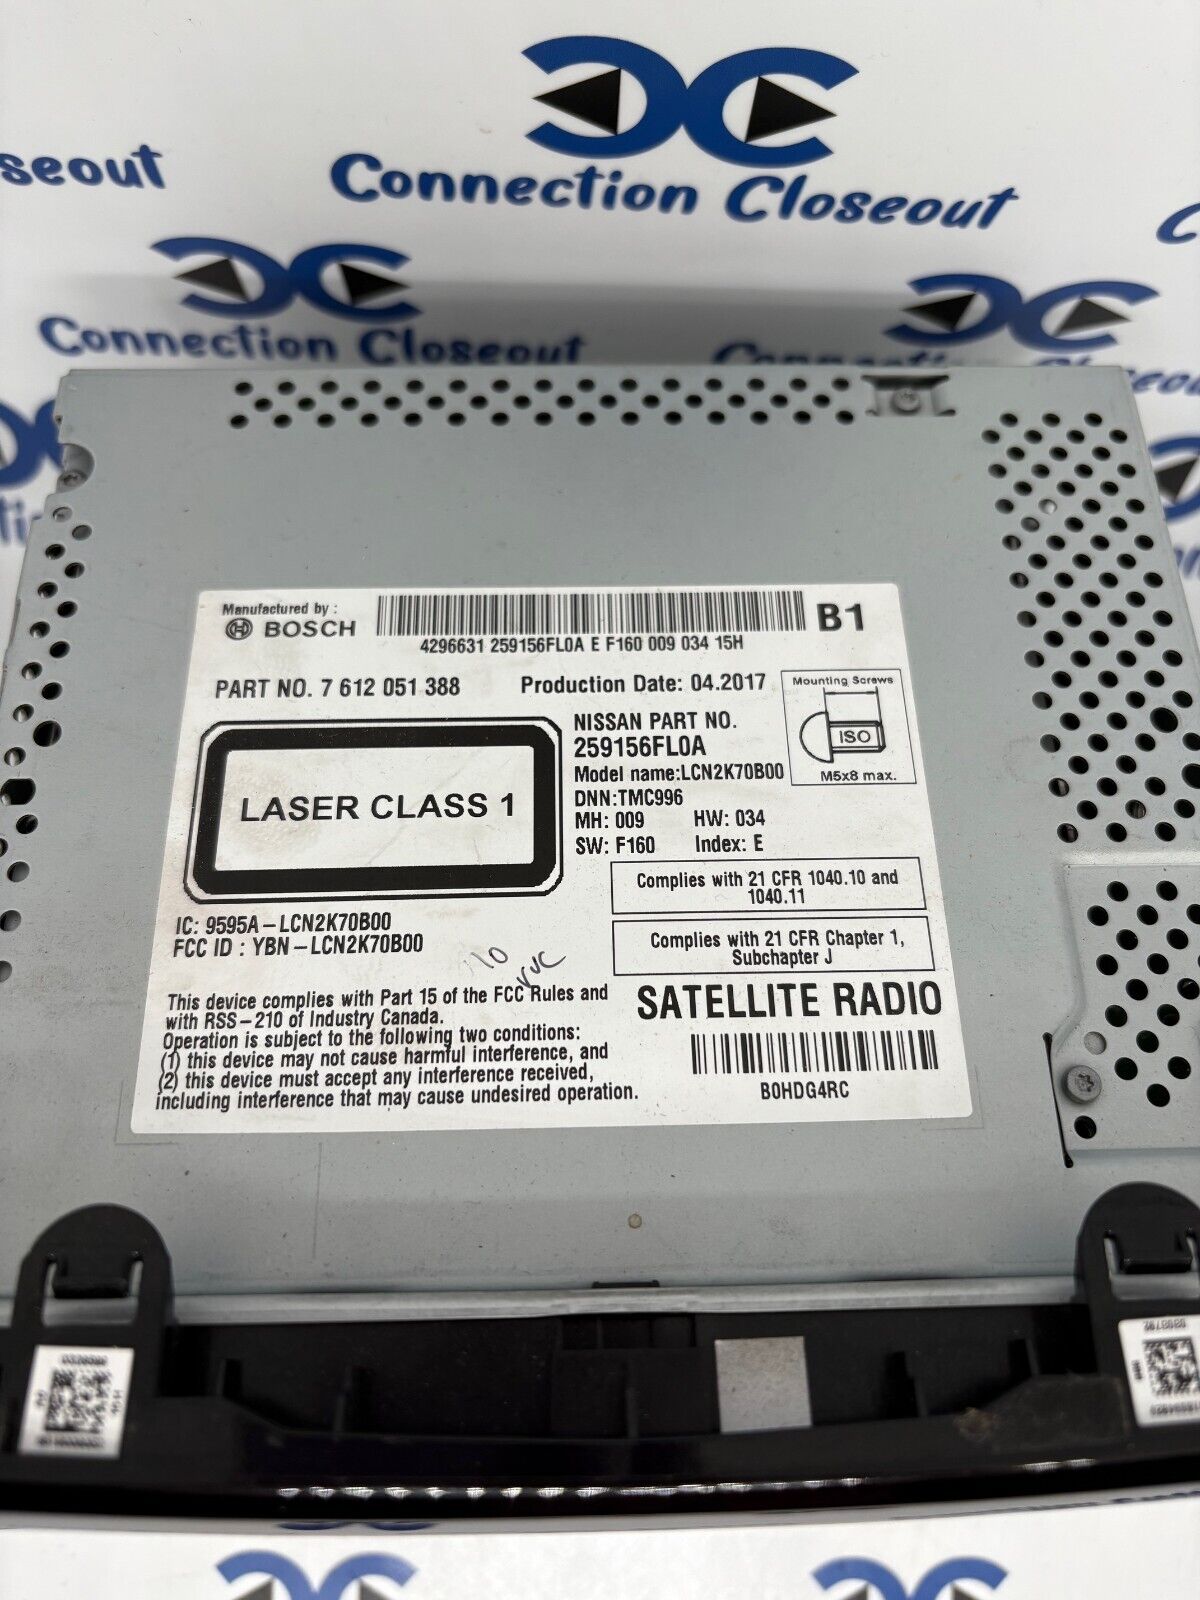 Connection Closeout
seout
Connection Closeout
Connection
seout
Manufactured by :
BOSCH
B1
4296631 259156FL0A E F160 009 034 15H
PART NO. 7 612 051 388
Production Date: 04.2017
Mounting Screws
ISO
M5x8 max.
NISSAN PART NO.
259156FL0A
Model name:LCN2K70B00
DNN:TMC996
MH: 009 HW: 034
SW: F160 Index: E
LASER CLASS 1
Complies with 21 CFR 1040.10 and
1040.11
Complies with 21 CFR Chapter 1,
Subchapter J
IC: 9595A-LCN2K70B00
FCC ID : YBN-LCN2K70B00
This device complies with Part 15 of the FCC Rules and
with RSS-210 of Industry Canada.
Operation is subject to the following two conditions:
(1) this device may not cause harmful interference, and
(2) this device must accept any interference received,
including interference that may cause undesired operation.
SATELLITE RADIO
B0HDG4RC